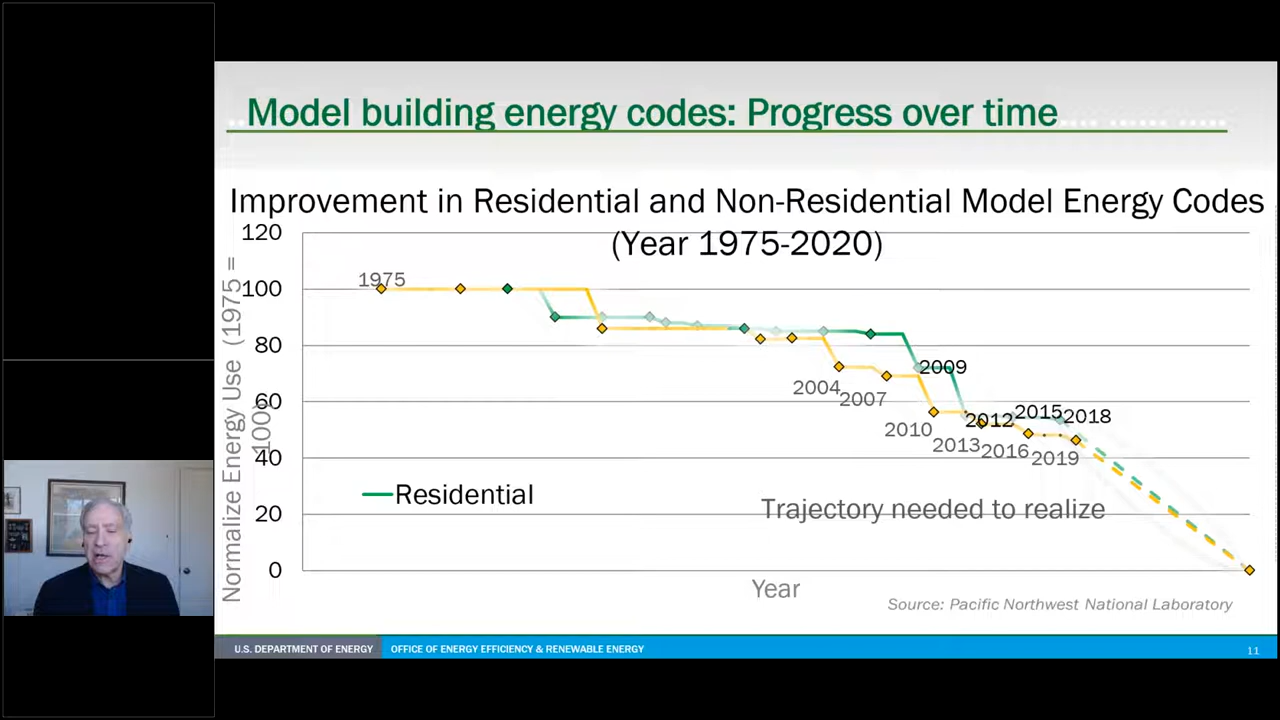 Model building energy codes: Progress over time
Improvement in Residential and Non-Residential Model Energy Codes
(Year 1975-2020)
120
100
80
60
40
20
0
Normalize Energy Use (1975 =
100)
1975
2004
2007
2009
2010
2012
2013
2015
2016
2018
2019
Residential
Trajectory needed to realize
Year
Source: Pacific Northwest National Laboratory
U.S. DEPARTMENT OF ENERGY
OFFICE OF ENERGY EFFICIENCY & RENEWABLE ENERGY
11